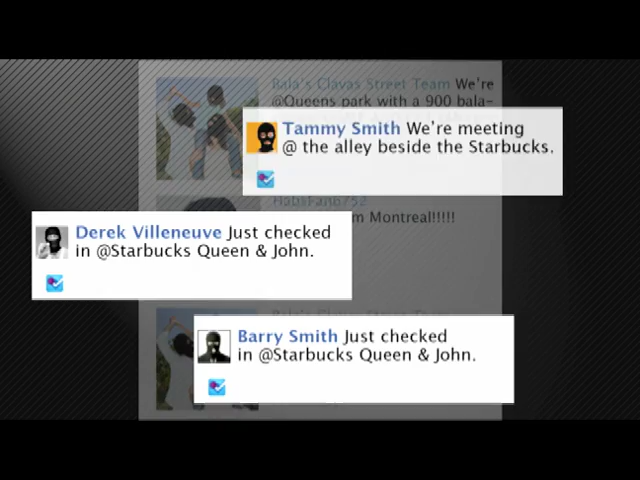 Bala's Clavas Street Team We're
@Queens park with a 900 bala-
Tammy Smith We're meeting
@ the alley beside the Starbucks.
HabsFan6752
m Montreal!!!!!
Derek Villeneuve Just checked
in @Starbucks Queen & John.
Barry Smith Just checked
in @Starbucks Queen & John.